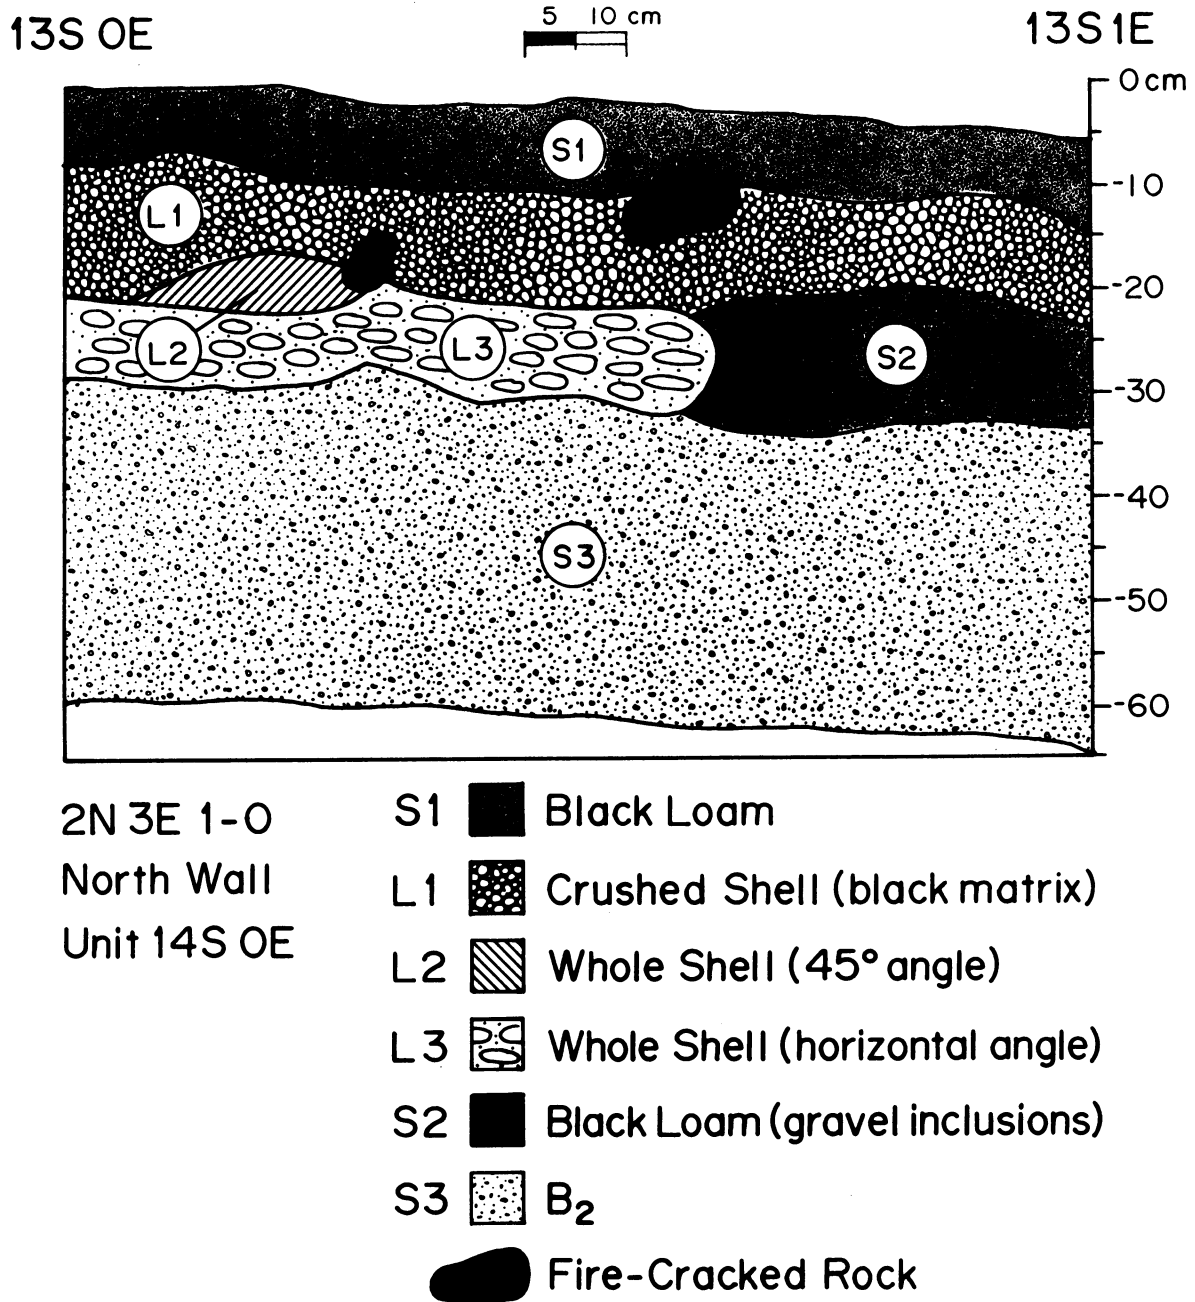 13S OE
5 10 cm
13S 1E
0 cm
S1
-10
L1
-20
L2
L3
S2
-30
-40
S3
-50
-60
2N 3E 1-0
North Wall
Unit 14S OE
S1 Black Loam
L1 Crushed Shell (black matrix)
L2 Whole Shell (45° angle)
L3 Whole Shell (horizontal angle)
S2 Black Loam (gravel inclusions)
S3 B₂
Fire-Cracked Rock